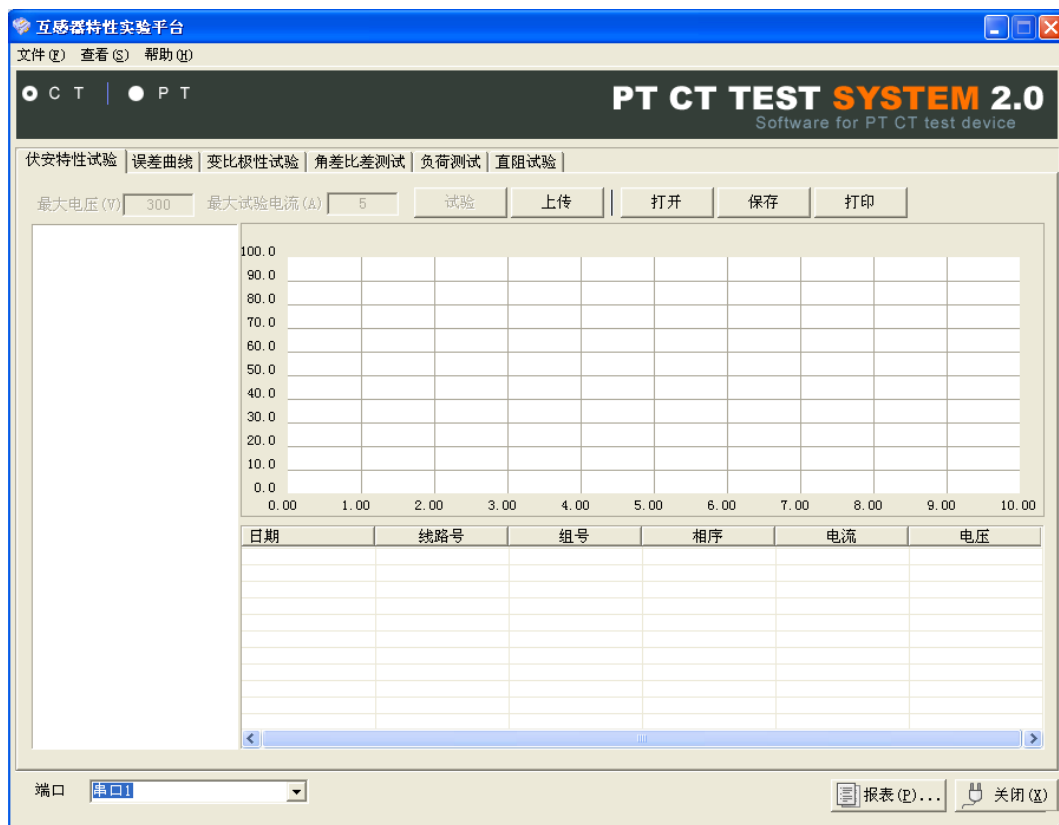 互感器特性实验平台
文件(F) 查看(S) 帮助(H)
C T | P T
PT CT TEST SYSTEM 2.0
Software for PT CT test device
伏安特性试验 误差曲线 变比极性试验 角差比差测试 负荷测试 直阻试验
最大电压(V) 300 最大试验电流(A) 5 试验 上传 打开 保存 打印
100.0
90.0
80.0
70.0
60.0
50.0
40.0
30.0
20.0
10.0
0.0
0.00 1.00 2.00 3.00 4.00 5.00 6.00 7.00 8.00 9.00 10.00
日期 线路号 组号 相序 电流 电压
端口 串口1 报表(P)... 关闭(X)